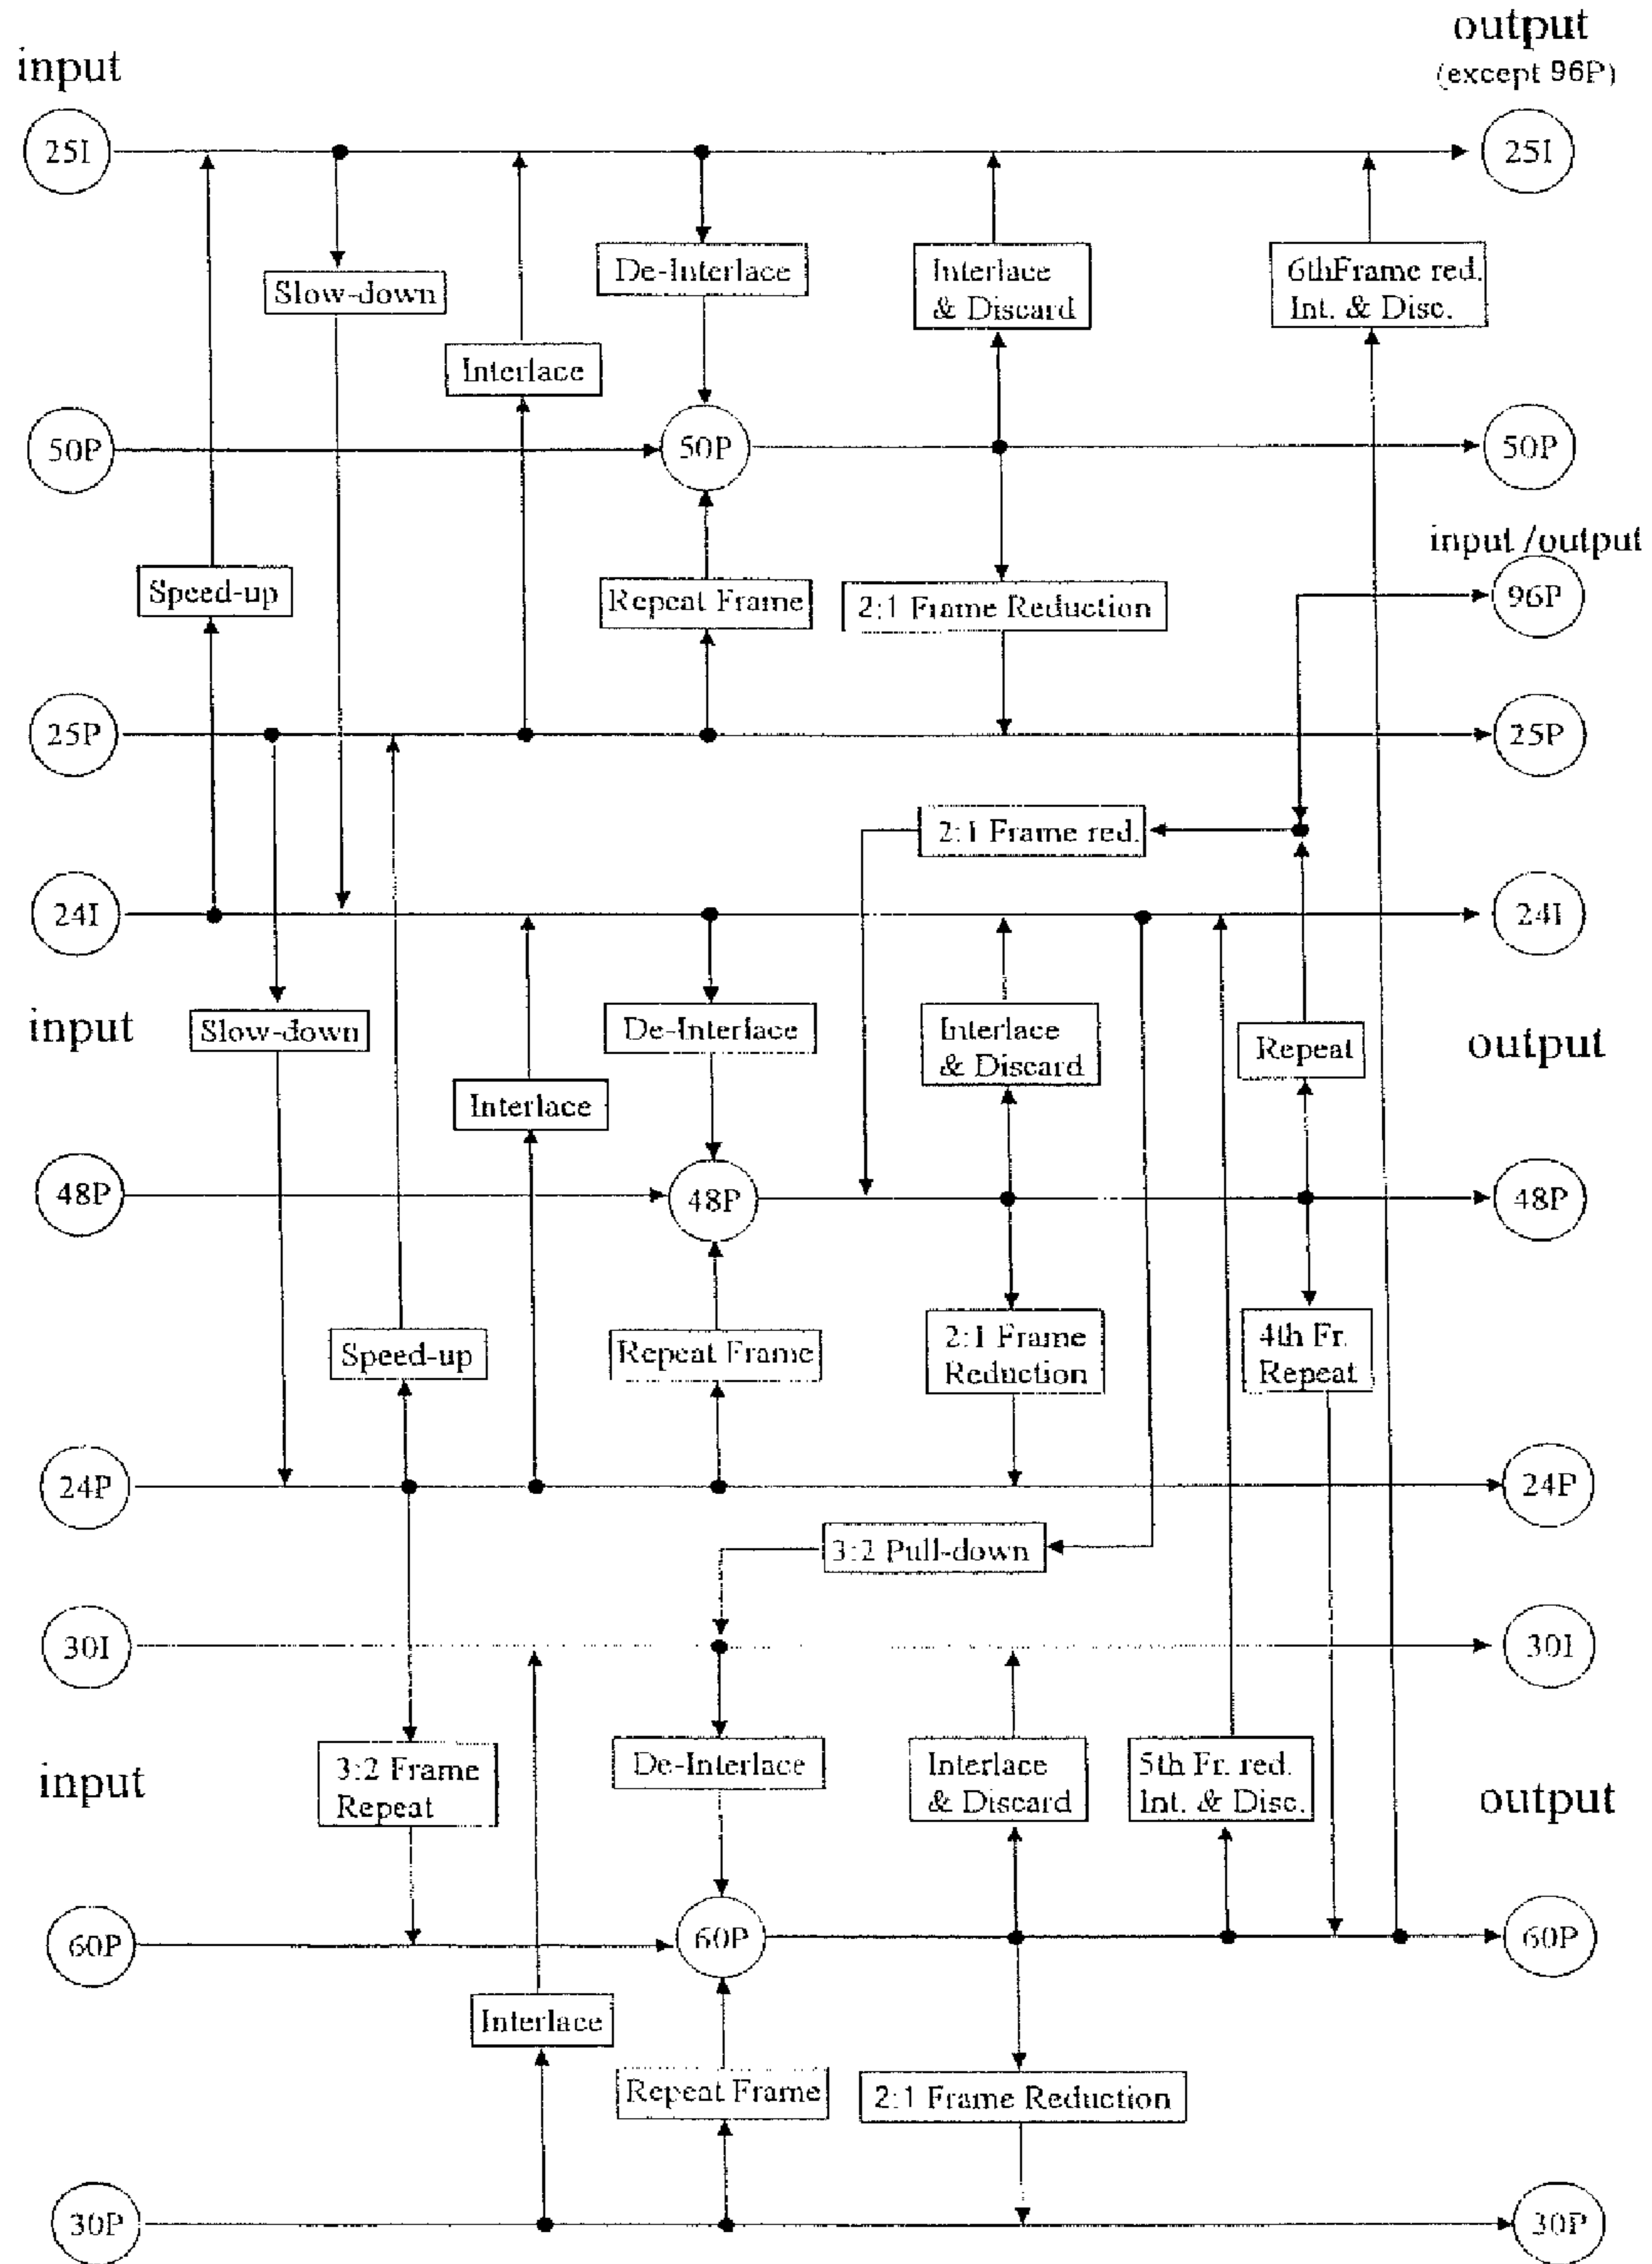 output
input
(except 96P)
25I
25I
De-Interlace
Interlace
& Discard
6thFrame red.
Int. & Disc.
Slow-down
Interlace
50P
50P
50P
input /output
Speed-up
Repeat Frame
2:1 Frame Reduction
96P
25P
25P
2:1 Frame red.
24I
24I
input
Slow-down
De-Interlace
Interlace
& Discard
Repeat
output
Interlace
48P
48P
48P
Speed-up
Repeat Frame
2:1 Frame
Reduction
4th Fr.
Repeat
24P
24P
3:2 Pull-down
30I
30I
input
3:2 Frame
Repeat
De-Interlace
Interlace
& Discard
5th Fr. red.
Int. & Disc.
output
60P
60P
60P
Interlace
Repeat Frame
2:1 Frame Reduction
30P
30P